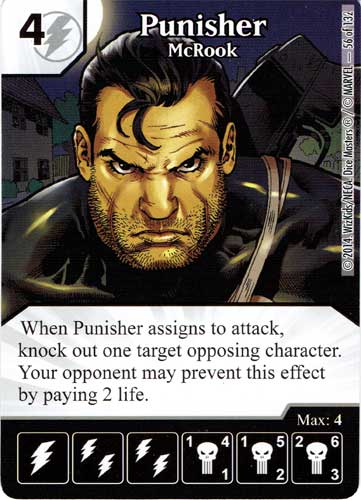 4
Punisher
McRook
© 2014 WizKids/NECA. Dice Masters ® / © MARVEL — 56 of 132
When Punisher assigns to attack,
knock out one target opposing character.
Your opponent may prevent this effect
by paying 2 life.
Max: 4
1 4 1 5 2 6
1 2 3